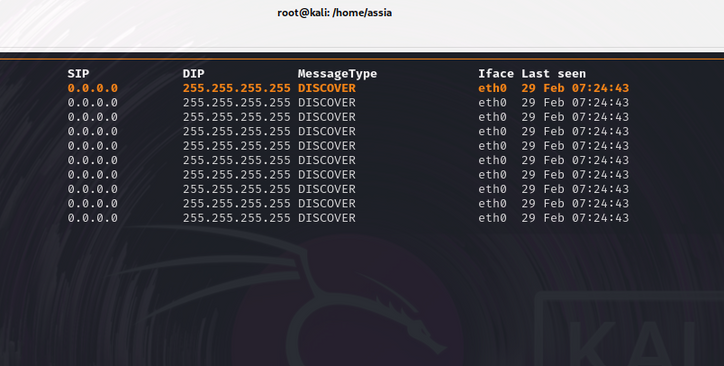 root@kali: /home/assia
SIP DIP MessageType Iface Last seen
0.0.0.0 255.255.255.255 DISCOVER eth0 29 Feb 07:24:43
0.0.0.0 255.255.255.255 DISCOVER eth0 29 Feb 07:24:43
0.0.0.0 255.255.255.255 DISCOVER eth0 29 Feb 07:24:43
0.0.0.0 255.255.255.255 DISCOVER eth0 29 Feb 07:24:43
0.0.0.0 255.255.255.255 DISCOVER eth0 29 Feb 07:24:43
0.0.0.0 255.255.255.255 DISCOVER eth0 29 Feb 07:24:43
0.0.0.0 255.255.255.255 DISCOVER eth0 29 Feb 07:24:43
0.0.0.0 255.255.255.255 DISCOVER eth0 29 Feb 07:24:43
0.0.0.0 255.255.255.255 DISCOVER eth0 29 Feb 07:24:43
0.0.0.0 255.255.255.255 DISCOVER eth0 29 Feb 07:24:43
KAL